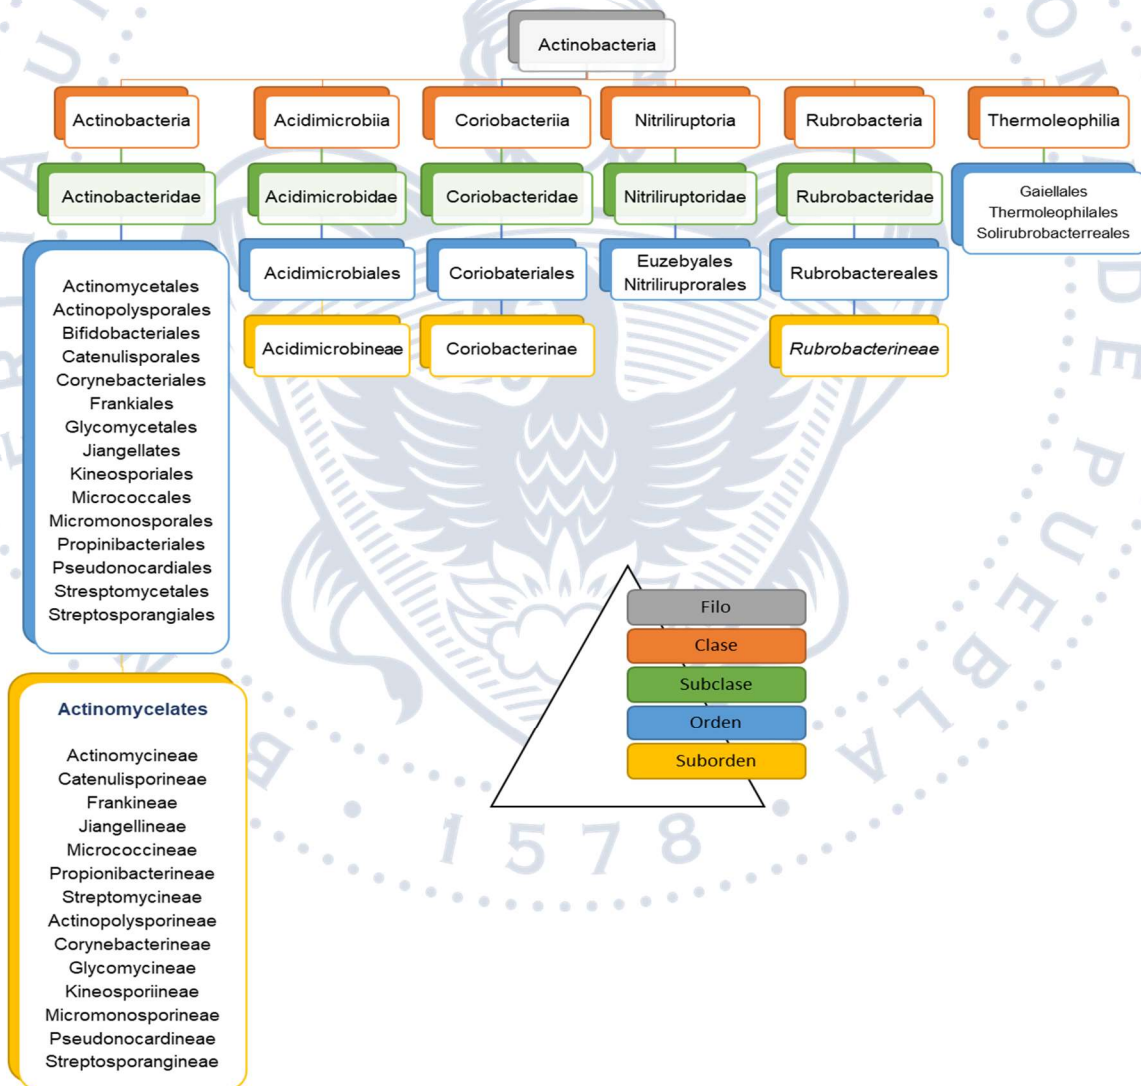 Actinobacteria
Actinobacteria
Acidimicrobiia
Coriobacteriia
Nitriliruptoria
Rubrobacteria
Thermoleophilia
Actinobacteridae
Acidimicrobidae
Coriobacteridae
Nitriliruptoridae
Rubrobacteridae
Gaiellales
Thermoleophilales
Solirubrobacterreales
Actinomycetales
Actinopolysporales
Bifidobacteriales
Catenulisporales
Corynebacteriales
Frankiales
Glycomycetales
Jiangellates
Kineosporiales
Micrococcales
Micromonosporales
Propinibacteriales
Pseudonocardiales
Stresptomycetales
Streptosporangiales
Acidimicrobiales
Coriobateriales
Euzebyales
Nitriliruprorales
Rubrobactereales
Acidimicrobineae
Coriobacterinae
Rubrobacterineae
Actinomycelates
Actinomycineae
Catenulisporineae
Frankineae
Jiangellineae
Micrococcineae
Propionibacterineae
Streptomycineae
Actinopolysporineae
Corynebacterineae
Glycomycineae
Kineosporiineae
Micromonosporineae
Pseudonocardineae
Streptosporangineae
Filo
Clase
Subclase
Orden
Suborden
DE PUEBLA
1578